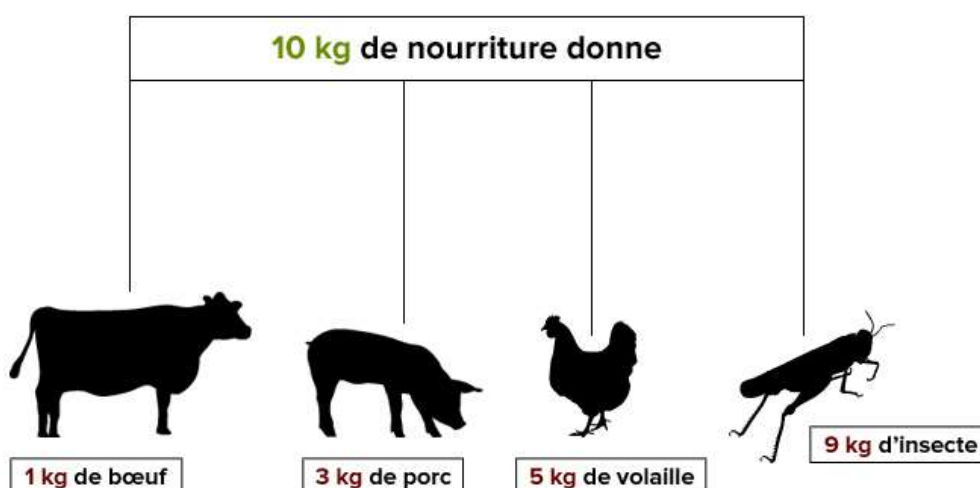 10 kg de nourriture donne
1 kg de bœuf
3 kg de porc
5 kg de volaille
9 kg d'insecte